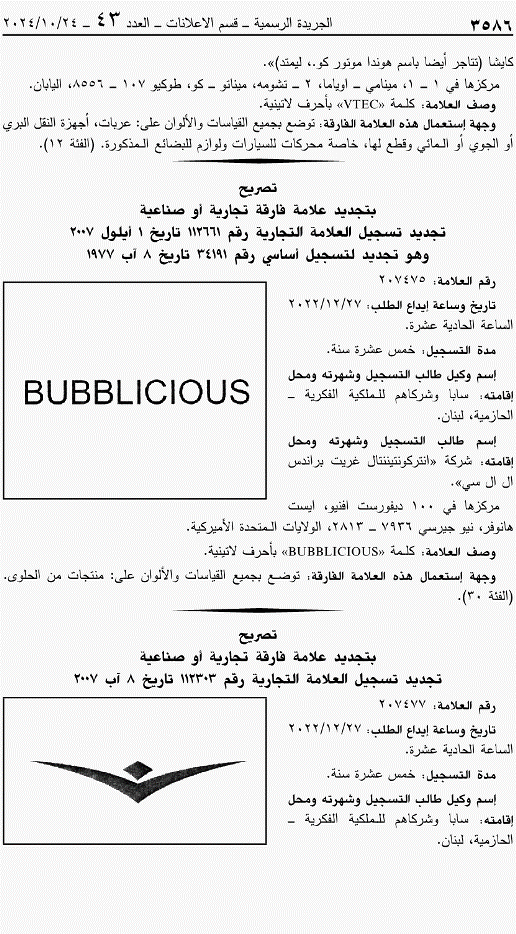 ٣٥٨٦
الجريدة الرسمية ـ قسم الاعلانات ـ العدد ٤٣ ـ ٢٠٢٤/١٠/٢٤
كايشا (تتاجر أيضا باسم هوندا موتور كو.، ليمتد)».
مركزها في ١ ـ ١، مينامي ـ اوياما، ٢ ـ تشومه، ميناتو ـ كو، طوكيو ١٠٧ ـ ٨٥٥٦، اليابان.
وصف العلامة: كلـمة «VTEC» بأحرف لاتينية.
وجهة إستعمال هذه العلامة الفارقة: توضع بجميع القياسات والألوان على: عربات، أجهزة النقل البري
أو الجوي أو الـمائي وقطع لها، خاصة محركات للسيارات ولوازم للبضائع الـمذكورة. (الفئة ١٢).
تصريح
بتجديد علامة فارقة تجارية أو صناعية
تجديد تسجيل العلامة التجارية رقم ١١٢٦٦١ تاريخ ١ أيلول ٢٠٠٧
وهو تجديد لتسجيل أساسي رقم ٣٤١٩١ تاريخ ٨ آب ١٩٧٧
رقم العلامة: ٢٠٧٤٧٥
تاريخ وساعة إيداع الطلب: ٢٠٢٢/١٢/٢٧
الساعة الحادية عشرة.
مدة التسجيل: خمس عشرة سنة.
إسم وكيل طالب التسجيل وشهرته ومحل
إقامته: سابا وشركاهم للـملكية الفكرية ـ
الحازمية، لبنان.
BUBBLICIOUS
إسم طالب التسجيل وشهرته ومحل
إقامته: شركة «انتركونتيننتال غريت براندس
ال ال سي».
مركزها في ١٠٠ ديفورست افنيو، ايست
هانوفر، نيو جيرسي ٧٩٣٦ ـ ٢٨١٣، الولايات الـمتحدة الأميركية.
وصف العلامة: كلـمة «BUBBLICIOUS» بأحرف لاتينية.
وجهة إستعمال هذه العلامة الفارقة: توضع بجميع القياسات والألوان على: منتجات من الحلوى.
(الفئة ٣٠).
تصريح
بتجديد علامة فارقة تجارية أو صناعية
تجديد تسجيل العلامة التجارية رقم ١١٢٣٠٣ تاريخ ٨ آب ٢٠٠٧
رقم العلامة: ٢٠٧٤٧٧
تاريخ وساعة إيداع الطلب: ٢٠٢٢/١٢/٢٧
الساعة الحادية عشرة.
مدة التسجيل: خمس عشرة سنة.
إسم وكيل طالب التسجيل وشهرته ومحل
إقامته: سابا وشركاهم للـملكية الفكرية ـ
الحازمية، لبنان.